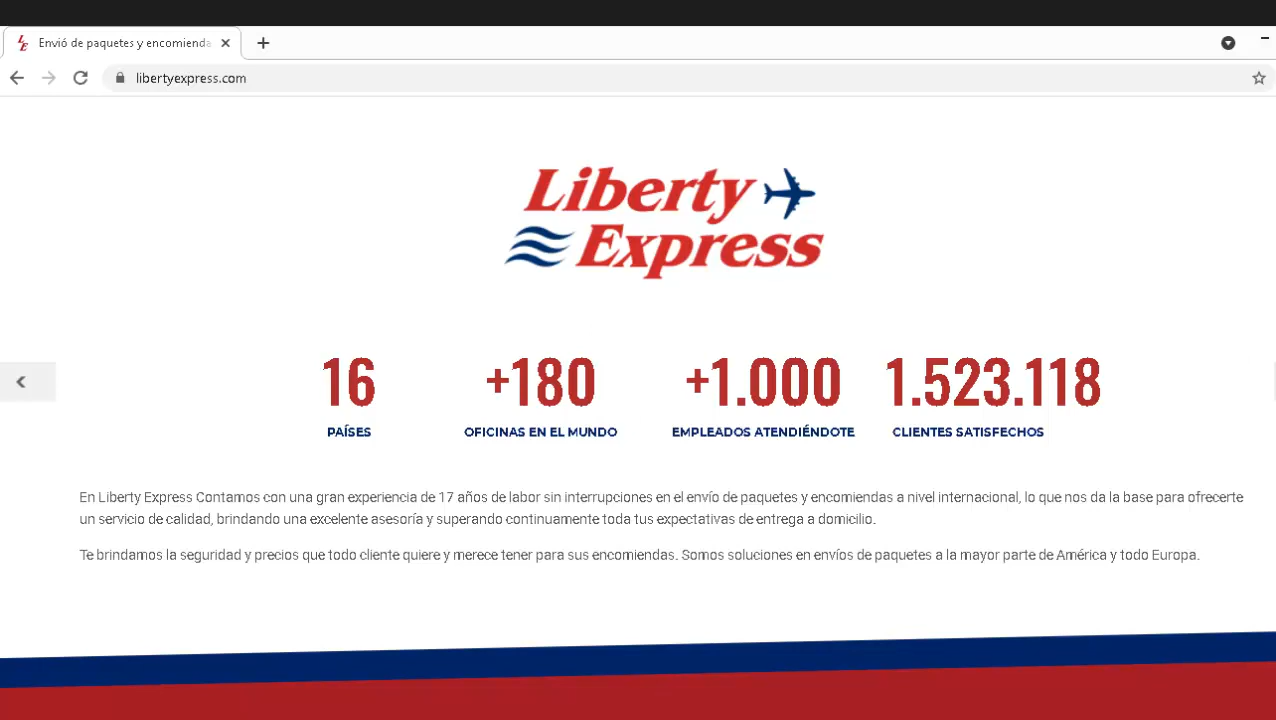 Envió de paquetes y encomienda
libertyexpress.com
Liberty
Express
16
+180
+1.000
1.523.118
PAÍSES
OFICINAS EN EL MUNDO
EMPLEADOS ATENDIÉNDOTE
CLIENTES SATISFECHOS
En Liberty Express Contamos con una gran experiencia de 17 años de labor sin interrupciones en el envío de paquetes y encomiendas a nivel internacional, lo que nos da la base para ofrecerte
un servicio de calidad, brindando una excelente asesoría y superando continuamente toda tus expectativas de entrega a domicilio.
Te brindamos la seguridad y precios que todo cliente quiere y merece tener para sus encomiendas. Somos soluciones en envíos de paquetes a la mayor parte de América y todo Europa.